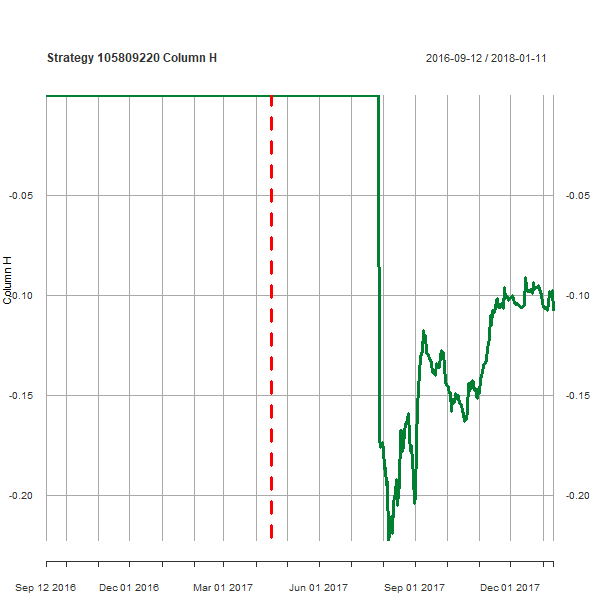 Strategy 105809220 Column H
2016-09-12 / 2018-01-11
-0.05 -0.05
Column H
-0.10 -0.10
-0.15 -0.15
-0.20 -0.20
Sep 12 2016 Dec 01 2016 Mar 01 2017 Jun 01 2017 Sep 01 2017 Dec 01 2017